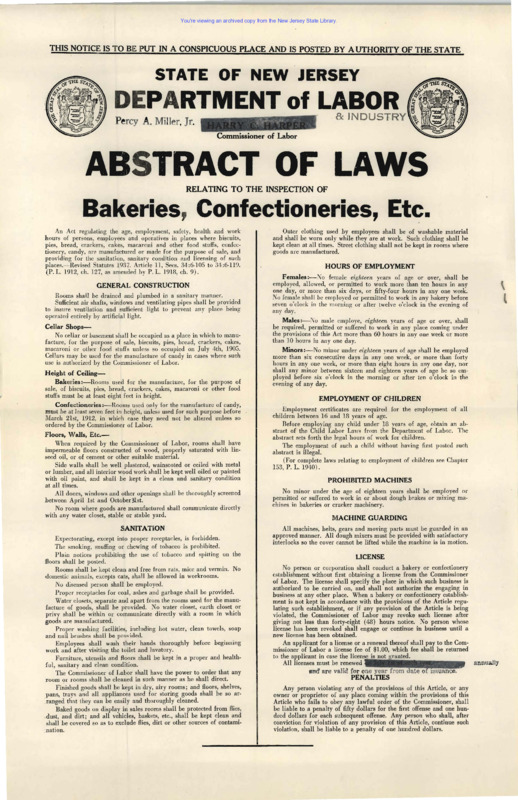 You're viewing an archived copy from the New Jersey State Library
THIS NOTICE IS TO BE PUT IN A CONSPICUOUS PLACE AND IS POSTED BY AUTHORITY OF THE STATE
STATE OF NEW JERSEY
DEPARTMENT of LABOR
& INDUSTRY
Percy A. Miller, Jr.
HARRY C. HARPER
Commissioner of Labor
ABSTRACT OF LAWS
RELATING TO THE INSPECTION OF
Bakeries, Confectioneries, Etc.
An Act regulating the age, employment, safety, health and work
hours of persons, employees and operatives in places where biscuits,
pies, bread, crackers, cakes, macaroni and other food stuffs, confec-
tionery, candy, are manufactured or made for the purpose of sale, and
providing for the sanitation, sanitary condition and licensing of such
places.—Revised Statutes 1937, Article 11, Secs. 34:6-105 to 34:6-119.
(P. L. 1912, ch. 127, as amended by P. L. 1918, ch. 9).
GENERAL CONSTRUCTION
Rooms shall be drained and plumbed in a sanitary manner.
Sufficient air shafts, windows and ventilating pipes shall be provided
to insure ventilation and sufficient light to prevent any place being
operated entirely by artificial light.
Cellar Shops—
No cellar or basement shall be occupied as a place in which to manu-
facture, for the purpose of sale, biscuits, pies, bread, crackers, cakes,
macaroni or other food stuffs unless so occupied on July 4th, 1905.
Cellars may be used for the manufacture of candy in cases where such
use is authorized by the Commissioner of Labor.
Height of Ceiling—
Bakeries:—Rooms used for the manufacture, for the purpose of
sale, of biscuits, pies, bread, crackers, cakes, macaroni or other food
stuffs must be at least eight feet in height.
Confectioneries:—Rooms used only for the manufacture of candy,
must be at least seven feet in height, unless used for such purpose before
March 21st, 1912, in which case they need not be altered unless so
ordered by the Commissioner of Labor.
Floors, Walls, Etc.—
When required by the Commissioner of Labor, rooms shall have
impermeable floors constructed of wood, properly saturated with lin-
seed oil, or of cement or other suitable material.
Side walls shall be well plastered, wainscoted or ceiled with metal
or lumber, and all interior wood work shall be kept well oiled or painted
with oil paint, and shall be kept in a clean and sanitary condition
at all times.
All doors, windows and other openings shall be thoroughly screened
between April 1st and October 31st.
No room where goods are manufactured shall communicate directly
with any water closet, stable or stable yard.
SANITATION
Expectorating, except into proper receptacles, is forbidden.
The smoking, snuffing or chewing of tobacco is prohibited.
Plain notices prohibiting the use of tobacco and spitting on the
floors shall be posted.
Rooms shall be kept clean and free from rats, mice and vermin. No
domestic animals, except cats, shall be allowed in workrooms.
No diseased person shall be employed.
Proper receptacles for coal, ashes and garbage shall be provided.
Water closets, separate and apart from the rooms used for the manu-
facture of goods, shall be provided. No water closet, earth closet or
privy shall be within or communicate directly with a room in which
goods are manufactured.
Proper washing facilities, including hot water, clean towels, soap
and nail brushes shall be provided.
Employees shall wash their hands thoroughly before beginning
work and after visiting the toilet and lavatory.
Furniture, utensils and floors shall be kept in a proper and health-
ful, sanitary and clean condition.
The Commissioner of Labor shall have the power to order that any
room or rooms shall be cleaned in such manner as he shall direct.
Finished goods shall be kept in dry, airy rooms; and floors, shelves,
pans, trays and all appliances used for storing goods shall be so ar-
ranged that they can be easily and thoroughly cleaned.
Baked goods on display in sales rooms shall be protected from flies,
dust, and dirt; and all vehicles, baskets, etc., shall be kept clean and
shall be covered so as to exclude flies, dirt or other sources of contami-
nation.
Outer clothing used by employees shall be of washable material
and shall be worn only while they are at work. Such clothing shall be
kept clean at all times. Street clothing shall not be kept in rooms where
goods are manufactured.
HOURS OF EMPLOYMENT
Females:—No female eighteen years of age or over, shall be
employed, allowed, or permitted to work more than ten hours in any
one day, or more than six days, or fifty-four hours in any one week.
No female shall be employed or permitted to work in any bakery before
seven o'clock in the morning or after twelve o'clock in the evening of
any day.
Males:—No male employe, eighteen years of age or over, shall
be required, permitted or suffered to work in any place coming under
the provisions of this Act more than 60 hours in any one week or more
than 10 hours in any one day.
Minors:—No minor under eighteen years of age shall be employed
more than six consecutive days in any one week, or more than forty
hours in any one week, or more than eight hours in any one day, nor
shall any minor between sixteen and eighteen years of age be so em-
ployed before six o'clock in the morning or after ten o'clock in the
evening of any day.
EMPLOYMENT OF CHILDREN
Employment certificates are required for the employment of all
children between 16 and 18 years of age.
Before employing any child under 18 years of age, obtain an ab-
stract of the Child Labor Laws from the Department of Labor. The
abstract sets forth the legal hours of work for children.
The employment of such a child without having first posted such
abstract is illegal.
(For complete laws relating to employment of children see Chapter
153, P. L. 1940).
PROHIBITED MACHINES
No minor under the age of eighteen years shall be employed or
permitted or suffered to work in or about dough brakes or mixing ma-
chines in bakeries or cracker machinery.
MACHINE GUARDING
All machines, belts, gears and moving parts must be guarded in an
approved manner. All dough mixers must be provided with satisfactory
interlocks so the cover cannot be lifted while the machine is in motion.
LICENSE
No person or corporation shall conduct a bakery or confectionery
establishment without first obtaining a license from the Commissioner
of Labor. The license shall specify the place in which such business is
authorized to be carried on, and shall not authorize the engaging in
business at any other place. When a bakery or confectionery establish-
ment is not kept in accordance with the provisions of the Article regu-
lating such establishment, or if any provision of the Article is being
violated, the Commissioner of Labor may revoke such license after
giving not less than forty-eight (48) hours notice. No person whose
license has been revoked shall engage or continue in business until a
new license has been obtained.
An applicant for a license or a renewal thereof shall pay to the Com-
missioner of Labor a license fee of $1.00, which fee shall be returned
to the applicant in case the license is not granted.
All licenses must be renewed annually
and are valid for one year from date of issuance.
PENALTIES
Any person violating any of the provisions of this Article, or any
owner or proprietor of any place coming within the provisions of this
Article who fails to obey any lawful order of the Commissioner, shall
be liable to a penalty of fifty dollars for the first offense and one hun-
dred dollars for each subsequent offense. Any person who shall, after
conviction for violation of any provision of this Article, continue such
violation, shall be liable to a penalty of one hundred dollars.